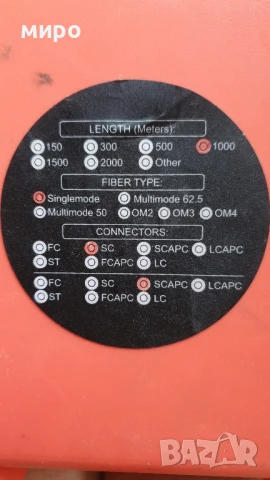 миро
LENGTH (Meters):
150 300 500 1000
1500 2000 Other
FIBER TYPE:
Singlemode Multimode 62.5
Multimode 50 OM2 OM3 OM4
CONNECTORS:
FC SC SCAPC LCAPC
ST FCAPC LC
FC SC SCAPC LCAPC
ST FCAPC LC
BAZAR